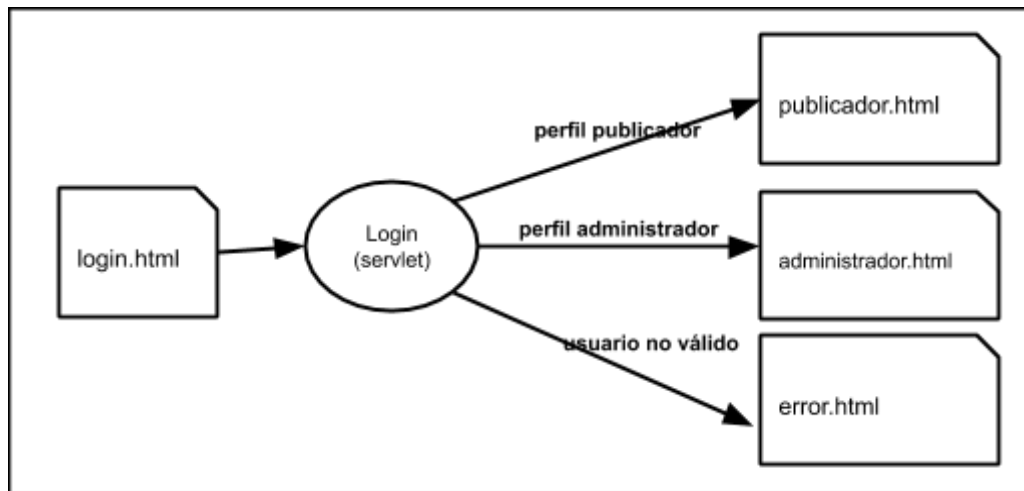 login.html
Login
(servlet)
perfil publicador
publicador.html
perfil administrador
administrador.html
usuario no válido
error.html